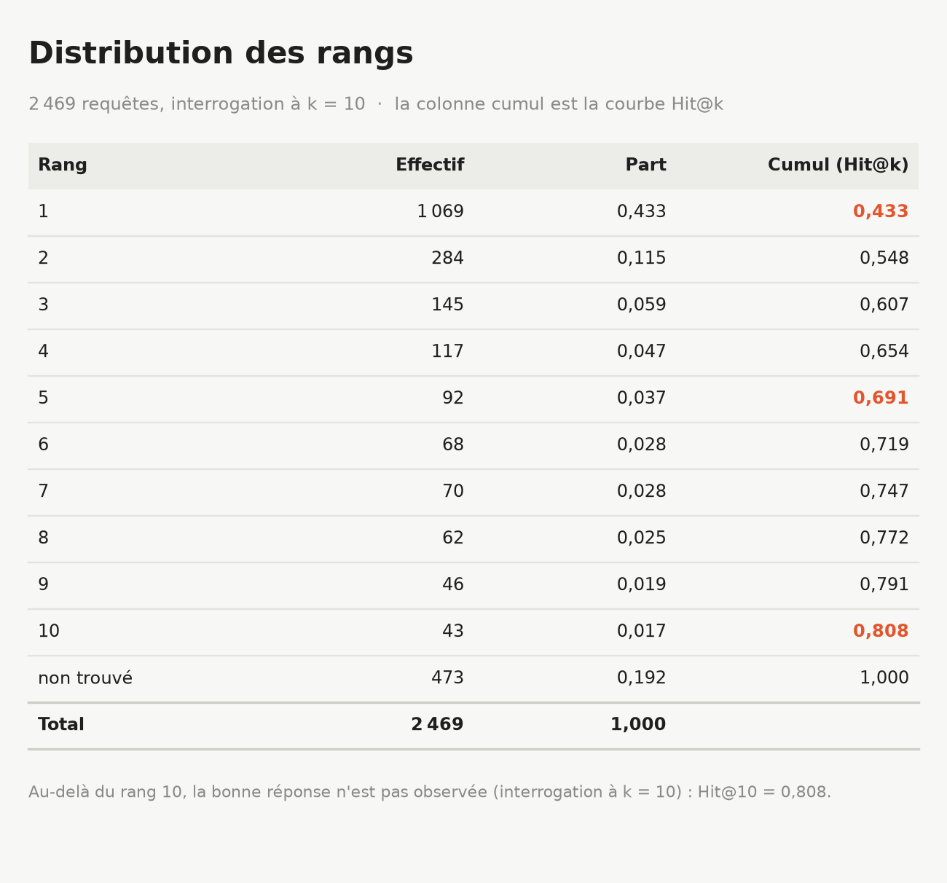 Distribution des rangs
2 469 requêtes, interrogation à k = 10 · la colonne cumul est la courbe Hit@k
Rang Effectif Part Cumul (Hit@k)
1 1 069 0,433 0,433
2 284 0,115 0,548
3 145 0,059 0,607
4 117 0,047 0,654
5 92 0,037 0,691
6 68 0,028 0,719
7 70 0,028 0,747
8 62 0,025 0,772
9 46 0,019 0,791
10 43 0,017 0,808
non trouvé 473 0,192 1,000
Total 2 469 1,000
Au-delà du rang 10, la bonne réponse n'est pas observée (interrogation à k = 10) : Hit@10 = 0,808.